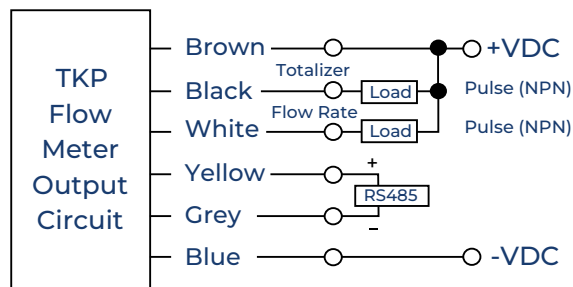 TKP
Flow
Meter
Output
Circuit
Brown
+VDC
Totalizer
Black
Load
Pulse (NPN)
Flow Rate
White
Load
Pulse (NPN)
Yellow
+
RS485
Grey
–
Blue
-VDC